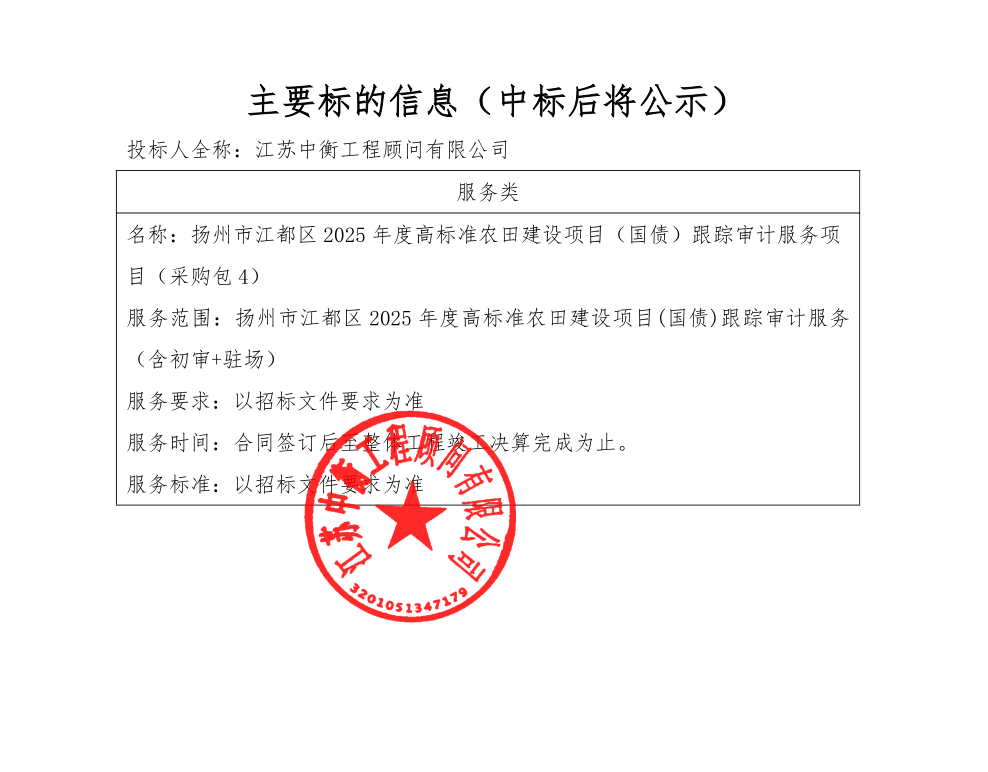 主要标的信息（中标后将公示）
投标人全称：江苏中衡工程顾问有限公司
服务类
名称：扬州市江都区 2025 年度高标准农田建设项目（国债）跟踪审计服务项
目（采购包 4）
服务范围：扬州市江都区 2025 年度高标准农田建设项目(国债)跟踪审计服务
（含初审+驻场）
服务要求：以招标文件要求为准
服务时间：合同签订后至整体工程竣工决算完成为止。
服务标准：以招标文件要求为准
江苏中衡工程顾问有限公司
3201051347179